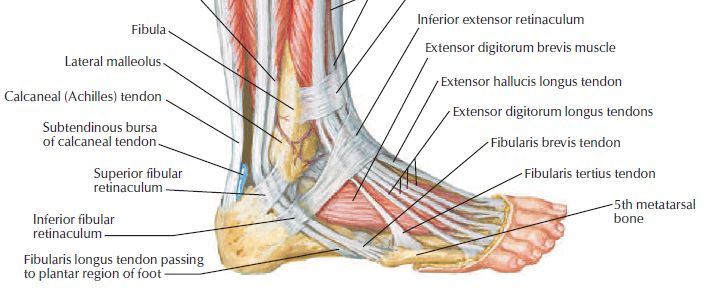 Fibula
Lateral malleolus
Calcaneal (Achilles) tendon
Subtendinous bursa
of calcaneal tendon
Superior fibular
retinaculum
Inferior fibular
retinaculum
Fibularis longus tendon passing
to plantar region of foot
Inferior extensor retinaculum
Extensor digitorum brevis muscle
Extensor hallucis longus tendon
Extensor digitorum longus tendons
Fibularis brevis tendon
Fibularis tertius tendon
5th metatarsal
bone